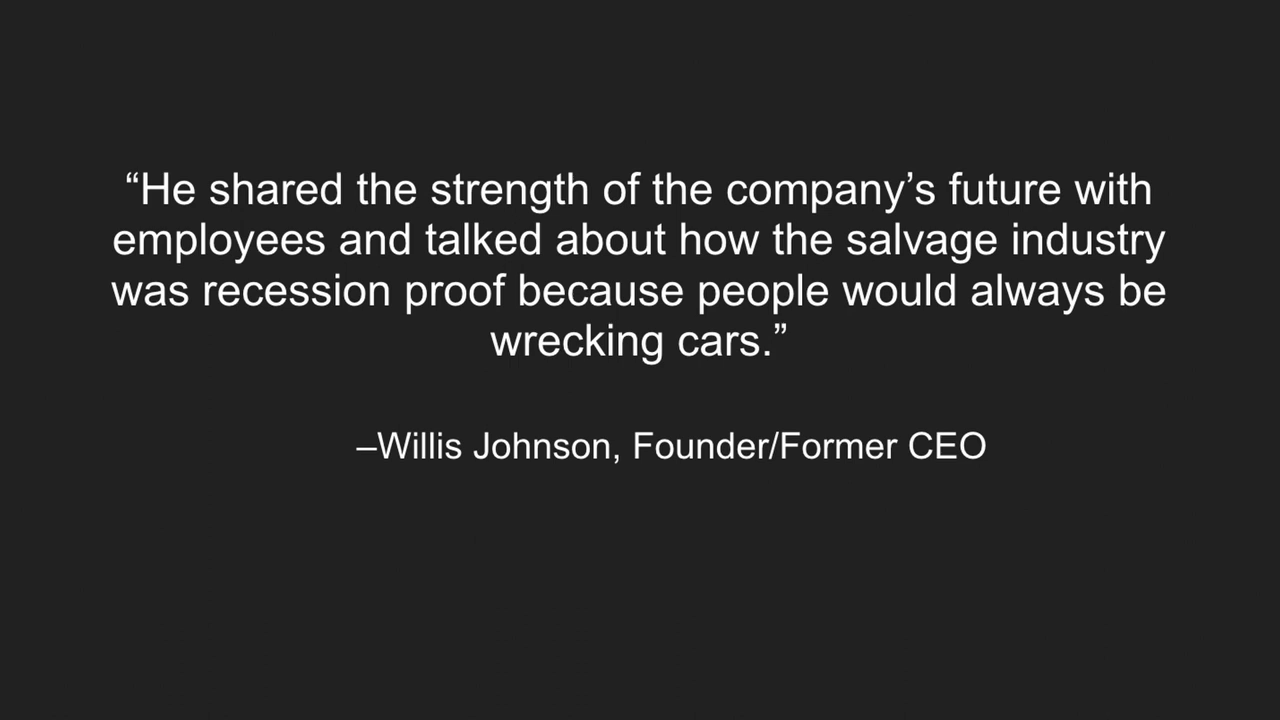 “He shared the strength of the company’s future with
employees and talked about how the salvage industry
was recession proof because people would always be
wrecking cars.”
–Willis Johnson, Founder/Former CEO